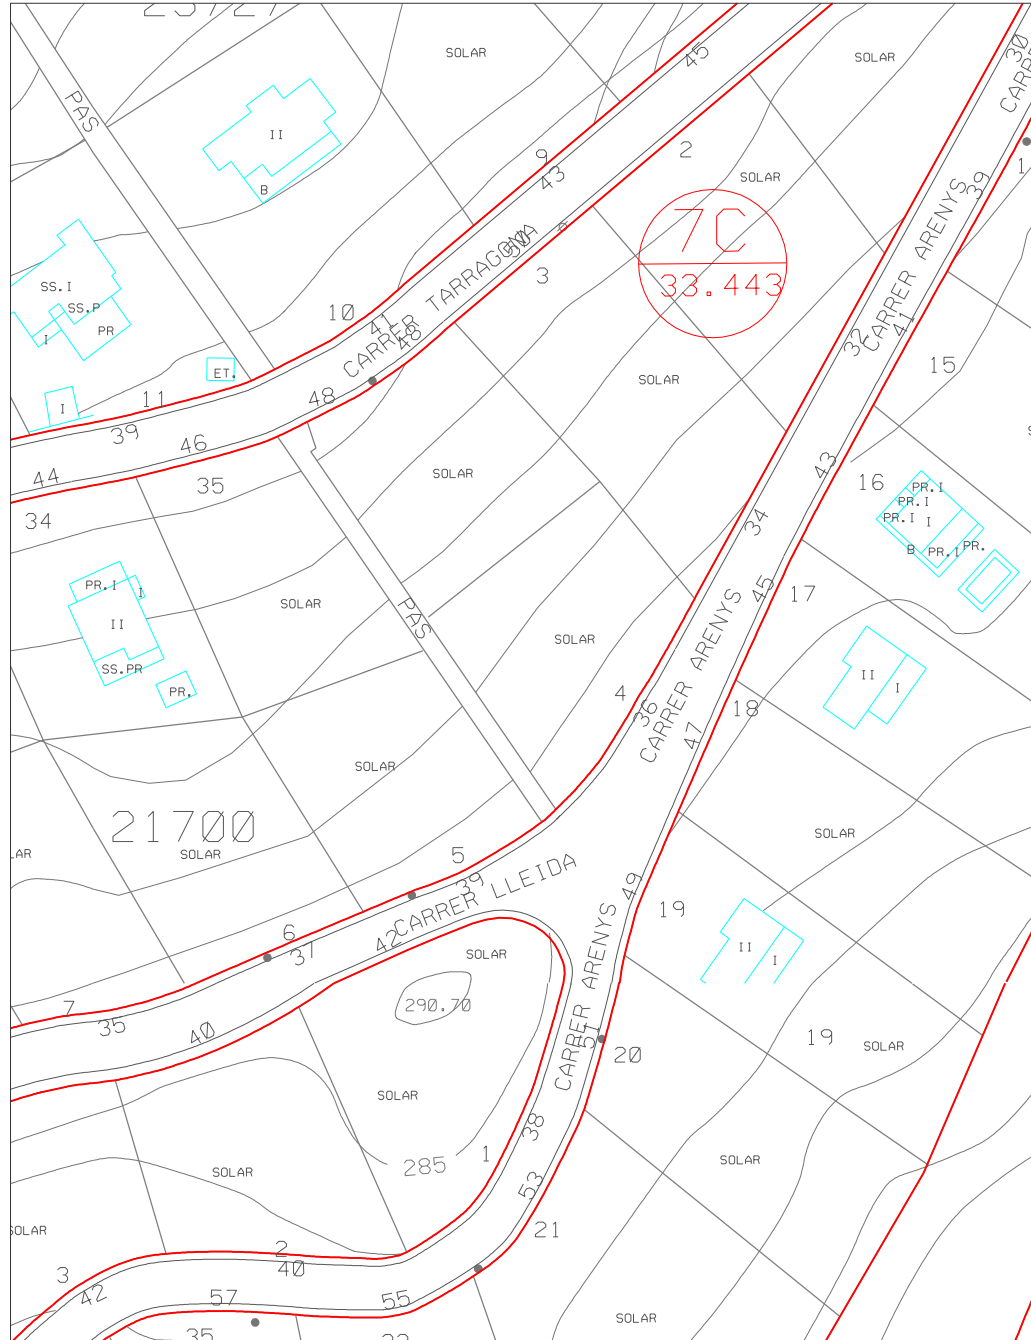 SOLAR
45
SOLAR
30
PAS
II
9
2
43
SOLAR
1
B
39
7C
33.443
CARRER ARENYS
50
3
SS.I
SS.P
I
PR
10
41
CARRER TARRAGONA
48
32
41
15
ET.
SOLAR
11
I
48
39
46
44
35
SOLAR
43
16
PR.I
PR.I
PR.I
I
B
PR.I
PR.
34
34
PR.I
I
II
SOLAR
PAS
SOLAR
45
17
SS.PR
PR.
4
36
CARRER ARENYS
47
18
II
I
SOLAR
21700
SOLAR
SOLAR
5
39
CARRER LLEIDA
49
19
6
37
42
SOLAR
CARRER ARENYS
II
I
290.70
7
35
40
51
20
19
SOLAR
SOLAR
38
1
285
SOLAR
SOLAR
53
SOLAR
21
2
40
3
42
57
55
SOLAR
35